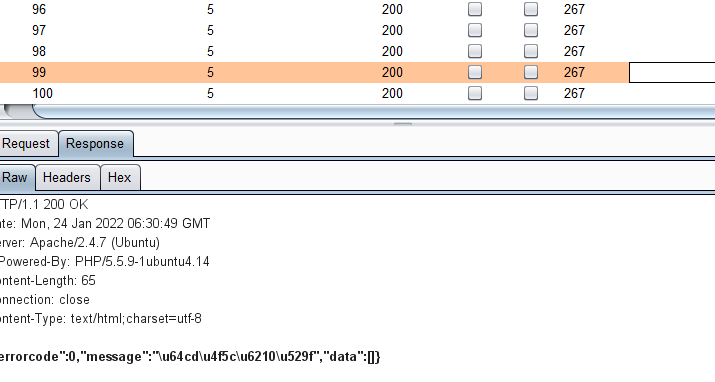 96 5 200 267
97 5 200 267
98 5 200 267
99 5 200 267
100 5 200 267
Request Response
Raw Headers Hex
TTP/1.1 200 OK
ate: Mon, 24 Jan 2022 06:30:49 GMT
erver: Apache/2.4.7 (Ubuntu)
Powered-By: PHP/5.5.9-1ubuntu4.14
ontent-Length: 65
onnection: close
ontent-Type: text/html;charset=utf-8
errorcode":0,"message":"\u64cd\u4f5c\u6210\u529f","data":[]}